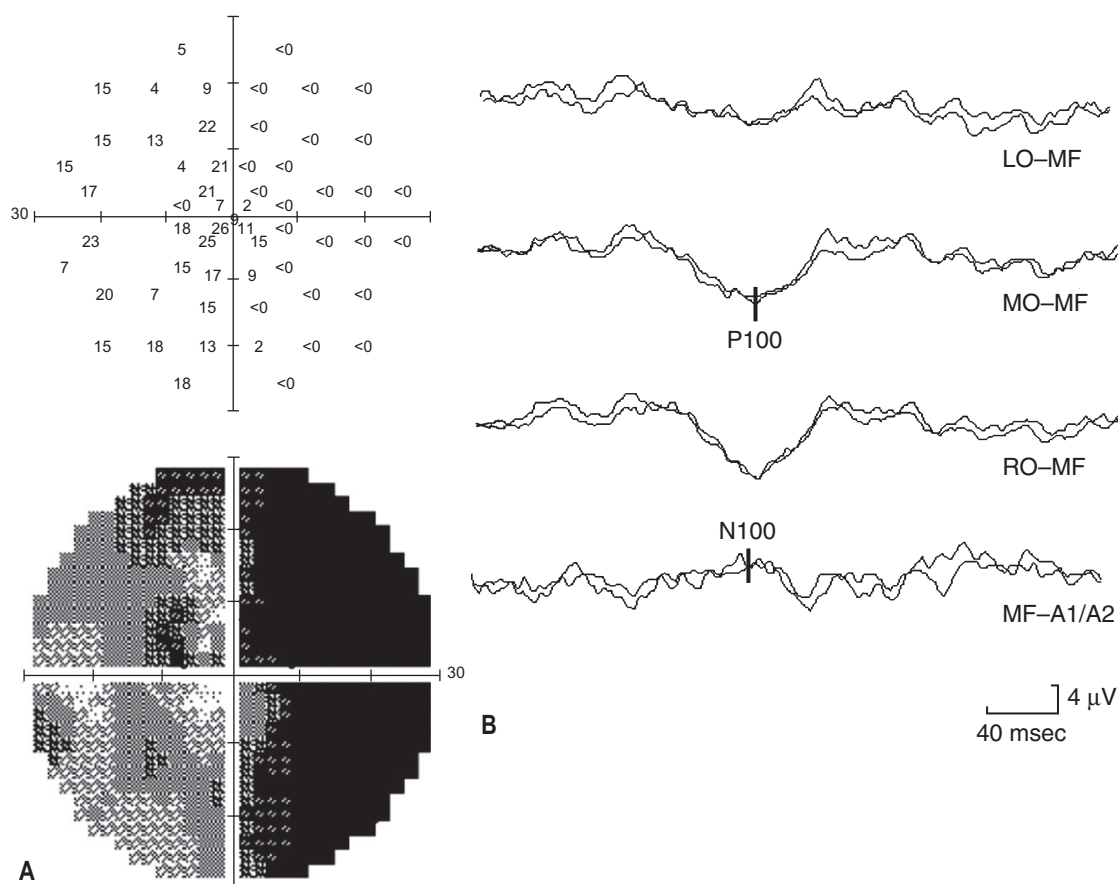 5 <0
15 4 9 <0 <0 <0
22 <0
15 13 <0 <0
15 4 21 <0 <0
17 21 <0 <0 <0
<0 7 2 <0
30 9
18 26 11 <0
23 25 15 <0 <0 <0
7 15 <0
17 9
20 7 <0 <0
15 <0
15 18 13 2 <0 <0
18 <0
30
A
LO–MF
MO–MF
P100
RO–MF
N100
MF–A1/A2
4 μV
40 msec
B